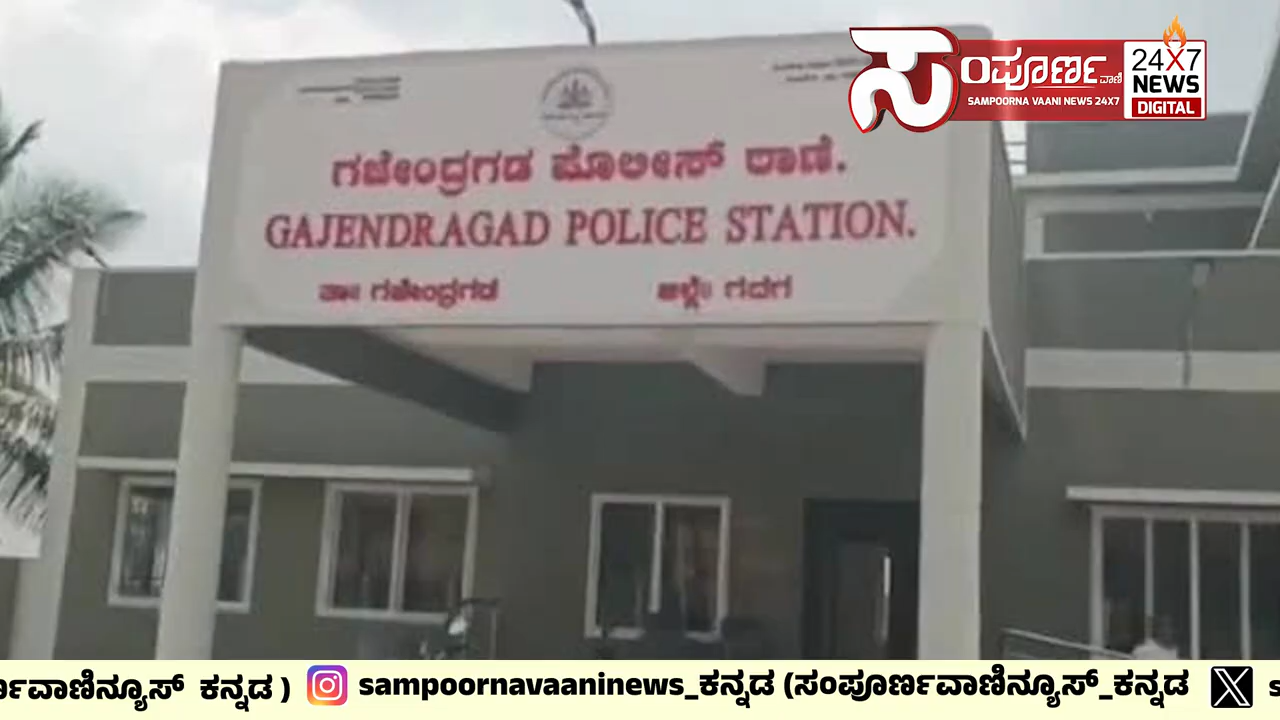 ಸಂಪೂರ್ಣ ವಾಣಿ
SAMPOORNA VAANI NEWS 24X7
24X7
NEWS
DIGITAL
ಗಜೇಂದ್ರಗಡ ಪೊಲೀಸ್ ಠಾಣೆ.
GAJENDRAGAD POLICE STATION.
ತಾ॥ ಗಜೇಂದ್ರಗಡ ಜಿಲ್ಲೆ॥ ಗದಗ
ರ್ಣವಾಣಿನ್ಯೂಸ್ ಕನ್ನಡ ) sampoornavaaninews_ಕನ್ನಡ (ಸಂಪೂರ್ಣವಾಣಿನ್ಯೂಸ್_ಕನ್ನಡ X s